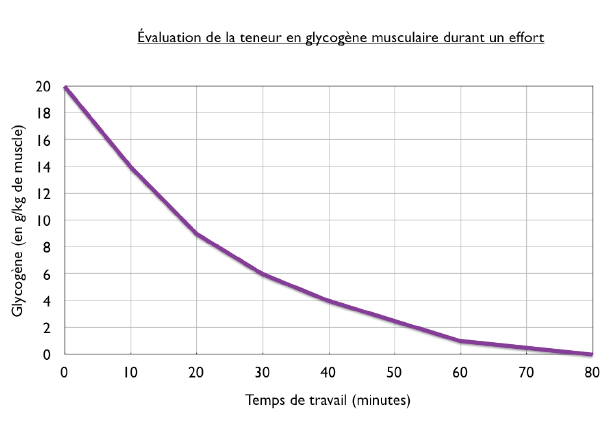 Évaluation de la teneur en glycogène musculaire durant un effort
Glycogène (en g/kg de muscle)
20
18
16
14
12
10
8
6
4
2
0
0 10 20 30 40 50 60 70 80
Temps de travail (minutes)